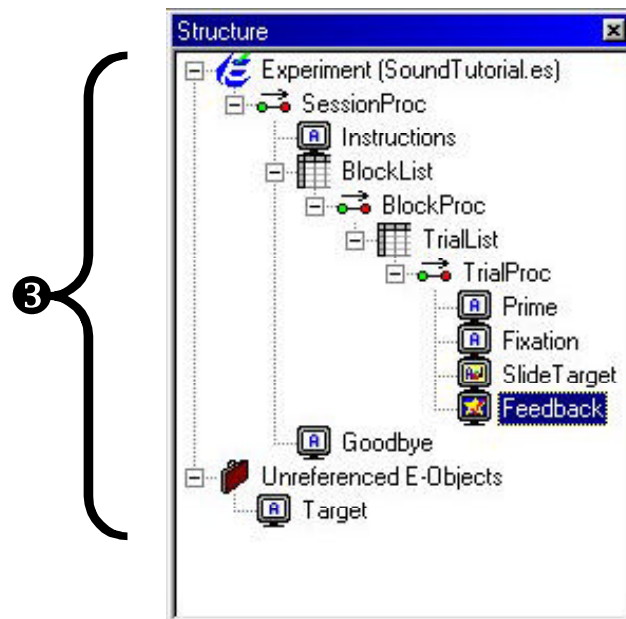 Structure
Experiment (SoundTutorial.es)
SessionProc
Instructions
BlockList
BlockProc
TrialList
TrialProc
Prime
Fixation
SlideTarget
Feedback
Goodbye
Unreferenced E-Objects
Target
❸